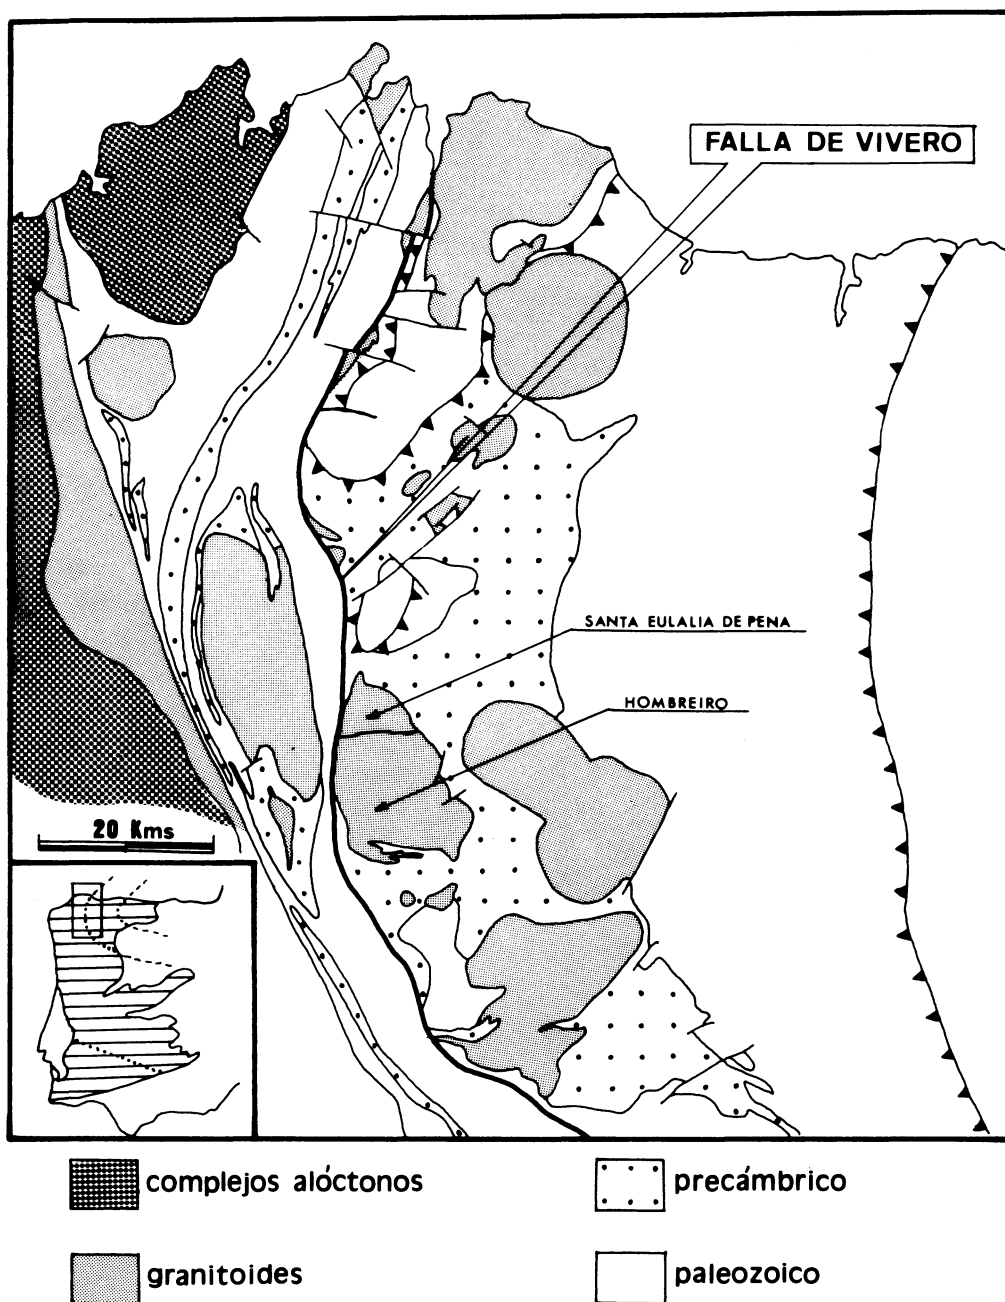 FALLA DE VIVERO
SANTA EULALIA DE PENA
HOMBREIRO
20 Kms
complejos alóctonos
precámbrico
granitoides
paleozoico